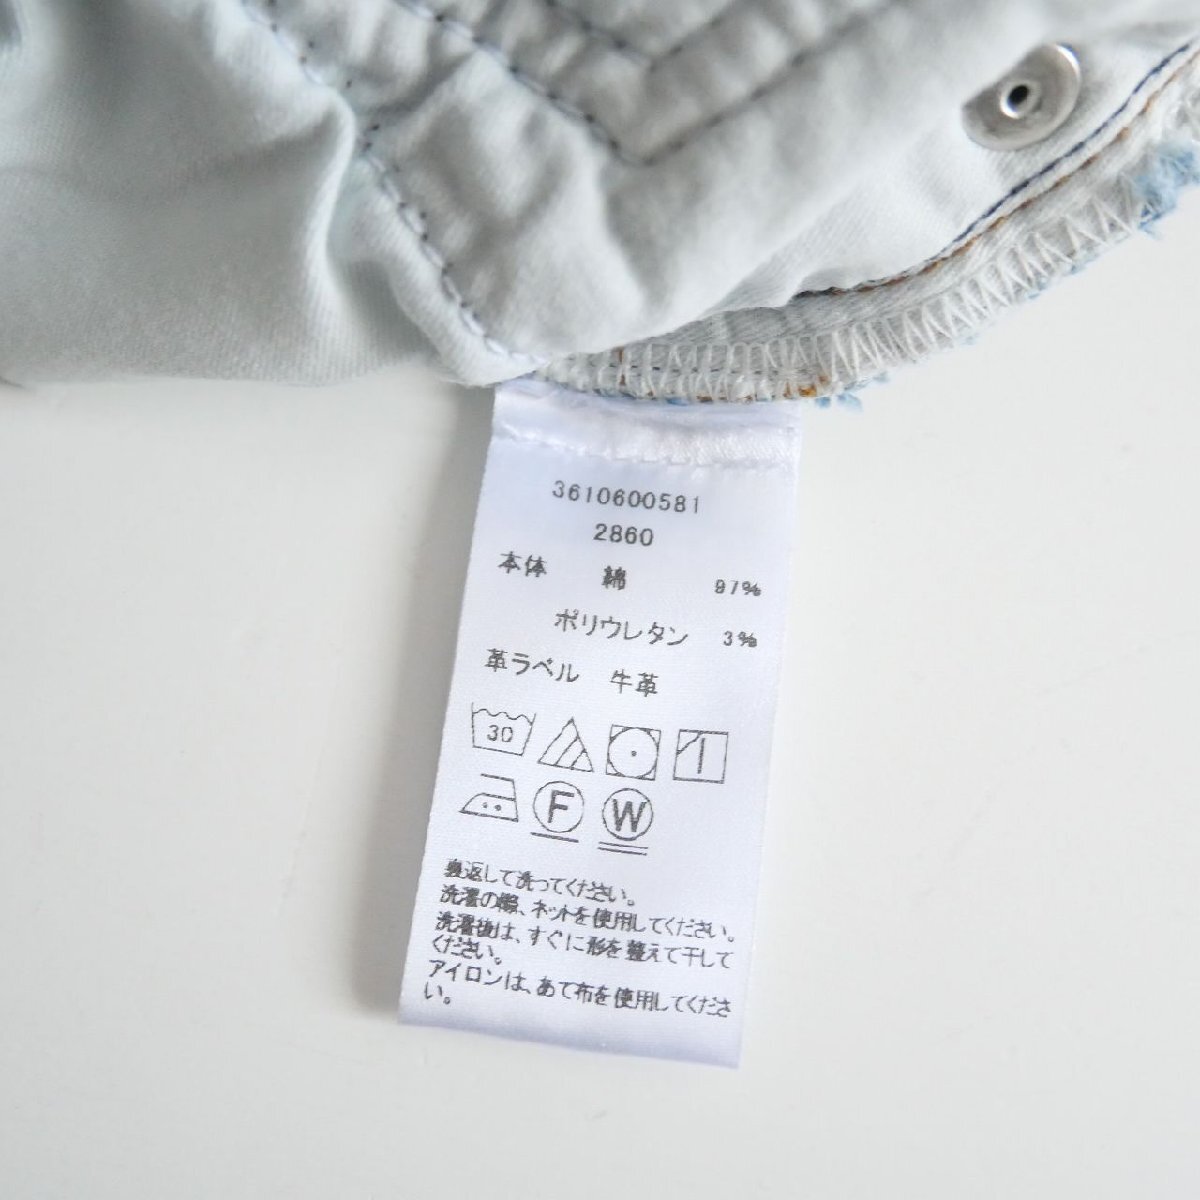 3610600581
2860
本体 綿 97%
ポリウレタン 3%
革ラベル 牛革
30
F W
裏返して洗ってください。
洗濯の際、ネットを使用してください。
洗濯後は、すぐに形を整えて干して
ください。
アイロンは、あて布を使用してくださ
い。